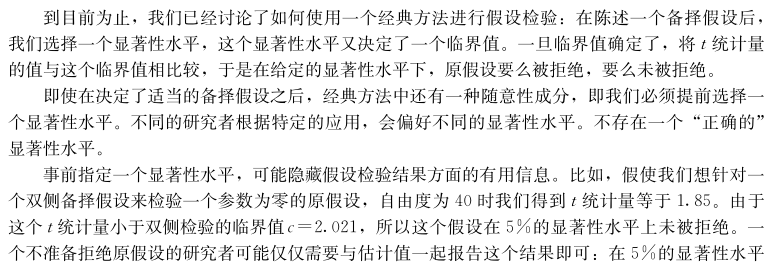 到目前为止，我们已经讨论了如何使用一个经典方法进行假设检验：在陈述一个备择假设后，
我们选择一个显著性水平，这个显著性水平又决定了一个临界值。一旦临界值确定了，将 t 统计量
的值与这个临界值相比较，于是在给定的显著性水平下，原假设要么被拒绝，要么未被拒绝。
即使在决定了适当的备择假设之后，经典方法中还有一种随意性成分，即我们必须提前选择一
个显著性水平。不同的研究者根据特定的应用，会偏好不同的显著性水平。不存在一个“正确的”
显著性水平。
事前指定一个显著性水平，可能隐藏假设检验结果方面的有用信息。比如，假使我们想针对一
个双侧备择假设来检验一个参数为零的原假设，自由度为 40 时我们得到 t 统计量等于 1.85。由于
这个 t 统计量小于双侧检验的临界值 c＝2.021，所以这个假设在 5%的显著性水平上未被拒绝。一
个不准备拒绝原假设的研究者可能仅仅需要与估计值一起报告这个结果即可：在 5%的显著性水平